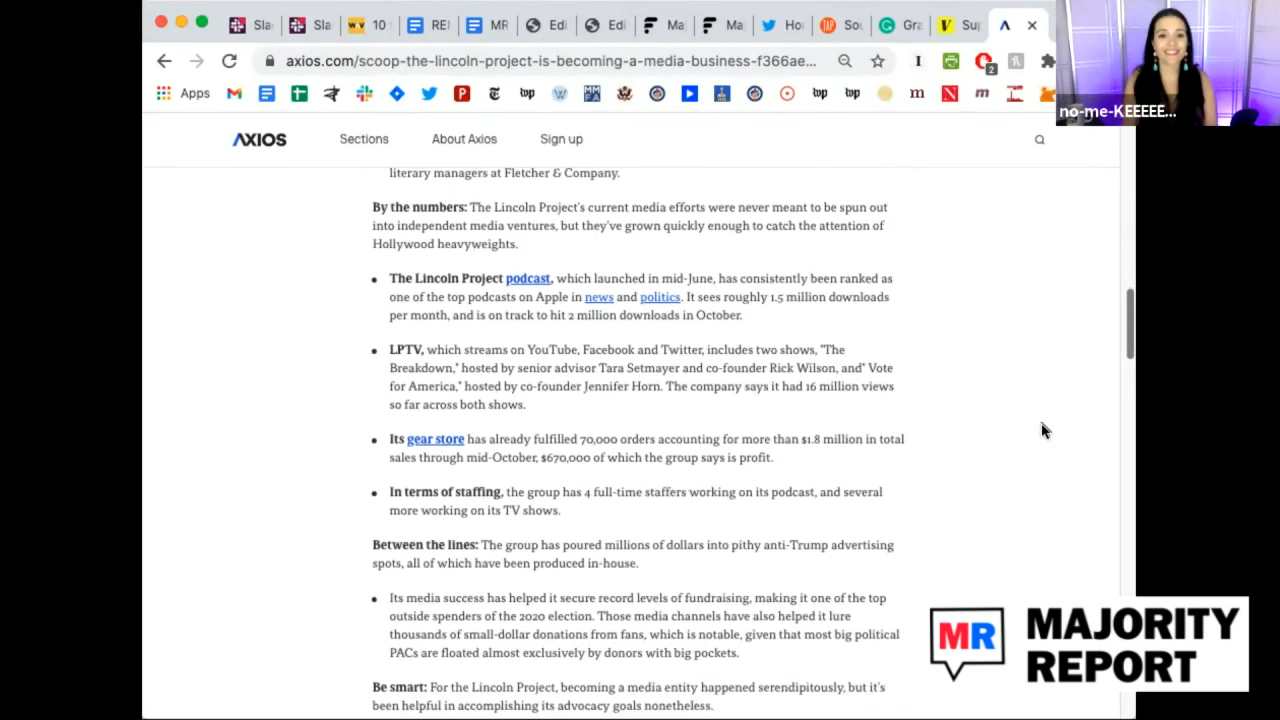 Sla
Sla
10
REI
MR
Edi
Edi
Ma
Ma
Ho
TAP
Sou
Gra
Sup
axios.com/scoop-the-lincoln-project-is-becoming-a-media-business-f366ae...
2
Apps
no-me-KEEEEE...
AXIOS
Sections
About Axios
Sign up
literary managers at Fletcher & Company.
By the numbers: The Lincoln Project's current media efforts were never meant to be spun out
into independent media ventures, but they've grown quickly enough to catch the attention of
Hollywood heavyweights.
The Lincoln Project podcast, which launched in mid-June, has consistently been ranked as
one of the top podcasts on Apple in news and politics. It sees roughly 1.5 million downloads
per month, and is on track to hit 2 million downloads in October.
LPTV, which streams on YouTube, Facebook and Twitter, includes two shows, "The
Breakdown," hosted by senior advisor Tara Setmayer and co-founder Rick Wilson, and" Vote
for America," hosted by co-founder Jennifer Horn. The company says it had 16 million views
so far across both shows.
Its gear store has already fulfilled 70,000 orders accounting for more than $1.8 million in total
sales through mid-October, $670,000 of which the group says is profit.
In terms of staffing, the group has 4 full-time staffers working on its podcast, and several
more working on its TV shows.
Between the lines: The group has poured millions of dollars into pithy anti-Trump advertising
spots, all of which have been produced in-house.
Its media success has helped it secure record levels of fundraising, making it one of the top
outside spenders of the 2020 election. Those media channels have also helped it lure
thousands of small-dollar donations from fans, which is notable, given that most big political
PACs are floated almost exclusively by donors with big pockets.
Be smart: For the Lincoln Project, becoming a media entity happened serendipitously, but it's
been helpful in accomplishing its advocacy goals nonetheless.
MR
MAJORITY
REPORT